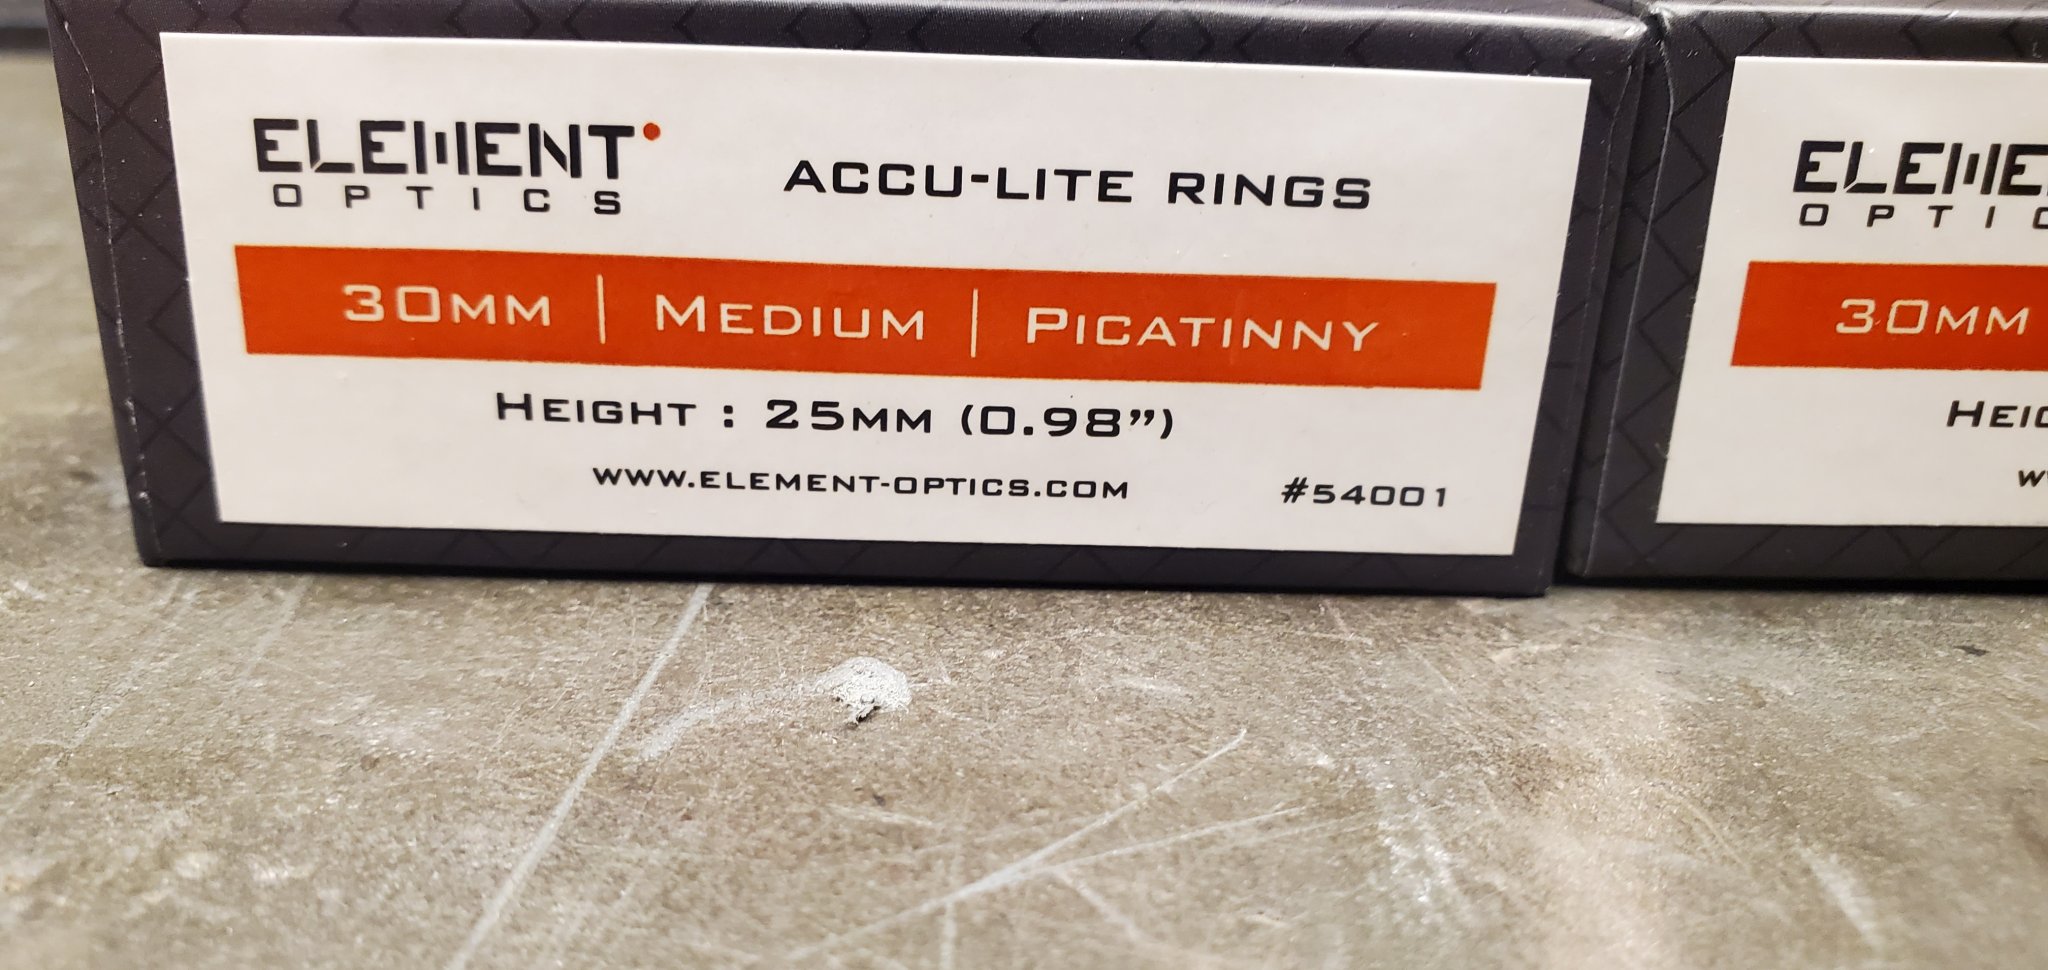 ELEMENT
OPTICS
ACCU-LITE RINGS
30MM | MEDIUM | PICATINNY
HEIGHT : 25MM (0.98”)
WWW.ELEMENT-OPTICS.COM
#54001
30MM